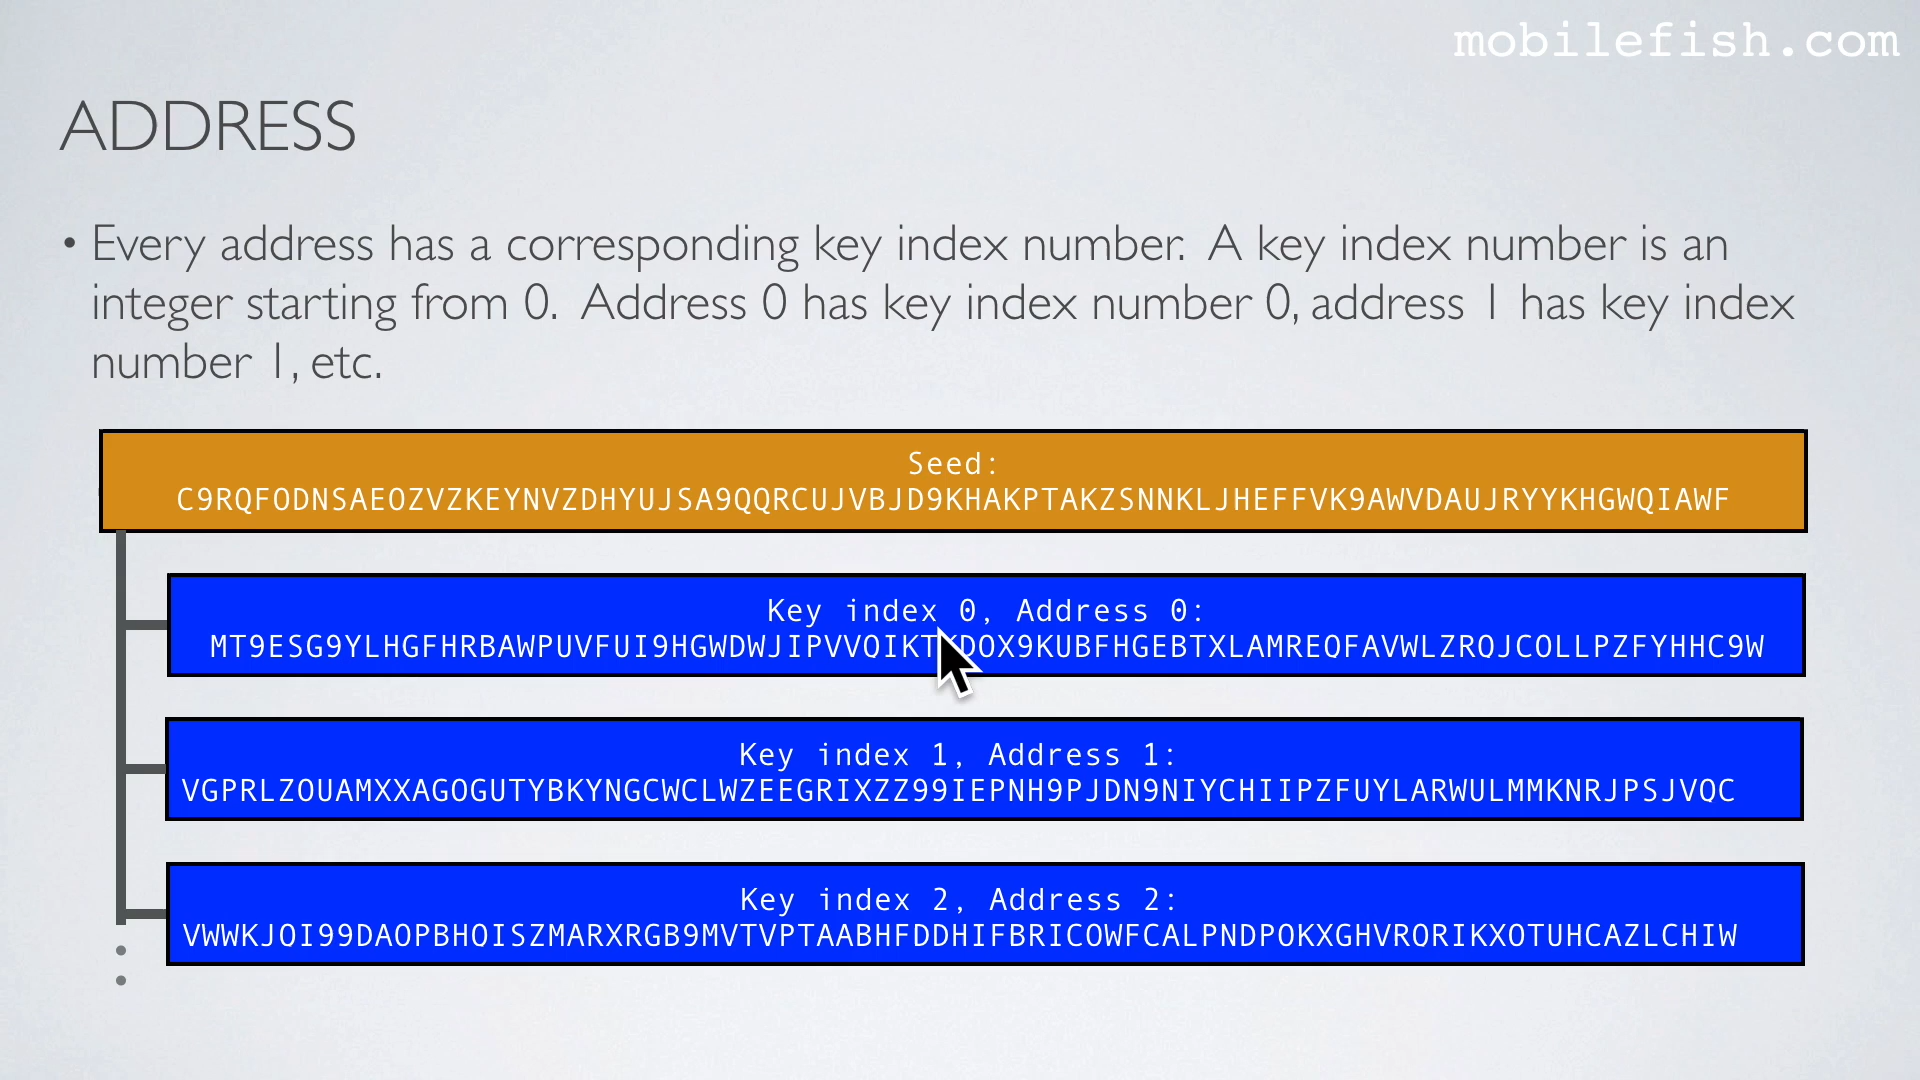 mobilefish.com
ADDRESS
• Every address has a corresponding key index number. A key index number is an
integer starting from 0. Address 0 has key index number 0, address 1 has key index
number 1, etc.
Seed:
C9RQFODNSAEOZVZKEYNVZDHYUJSA9QQRCUJVBJD9KHAKPTAKZSNNKLJHEFFVK9AWVDAUJRYYKHGWQIAWF
Key index 0, Address 0:
Key index 1, Address 1:
VGPRLZOUAMXXAGOGUTYBKYNGCWCLWZEEGRIXZZ99IEPNH9PJDN9NIYCHIIPZFUYLARWULMMKNRJPSJVQC
Key index 2, Address 2:
VWWKJOI99DAOPBHOISZMARXRGB9MVTVPTAABHFDDHIFBRICOWFCALPNDPOKXGHVRORIKXOTUHCAZLCHIW